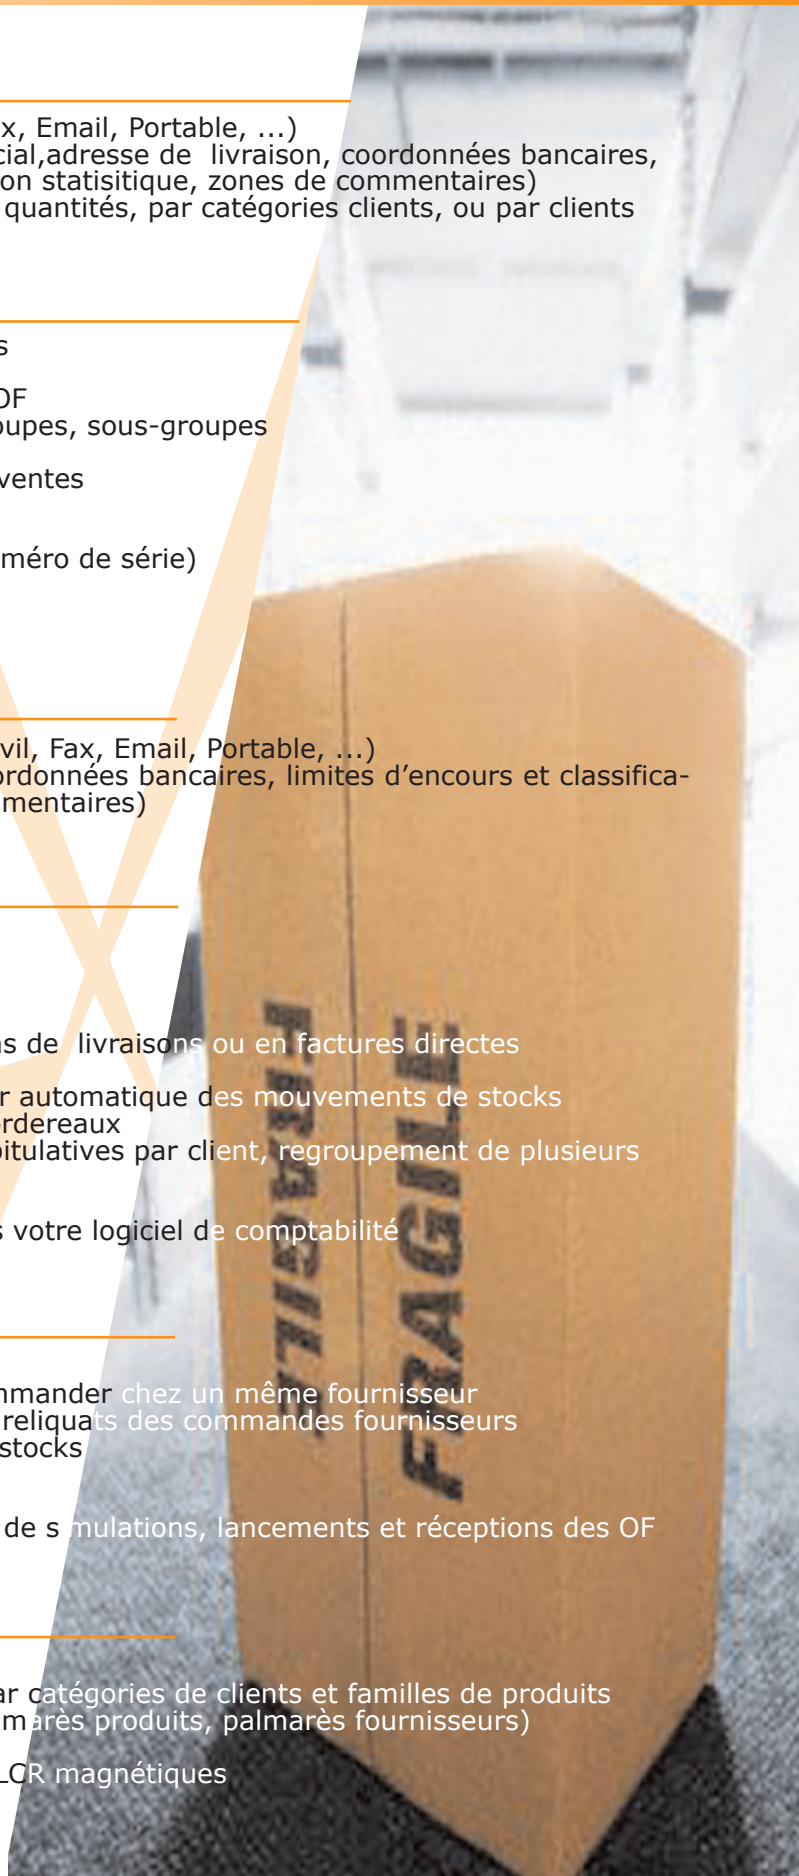 x, Email, Portable, ...)
cial,adresse de  livraison, coordonnées bancaires,
on statisitique, zones de commentaires)
quantités, par catégories clients, ou par clients
s
OF
oupes, sous-groupes
ventes
méro de série)
vil, Fax, Email, Portable, ...)
ordonnées bancaires, limites d’encours et classifica-
mentaires)
ns de  livraisons ou en factures directes
r automatique des mouvements de stocks
ordereaux
pitulatives par client, regroupement de plusieurs
s votre logiciel de comptabilité
mmander chez un même fournisseur
reliquats des commandes fournisseurs
stocks
de simulations, lancements et réceptions des OF
ar catégories de clients et familles de produits
marès produits, palmarès fournisseurs)
LCR magnétiques
FRAGILE
FRAGILE